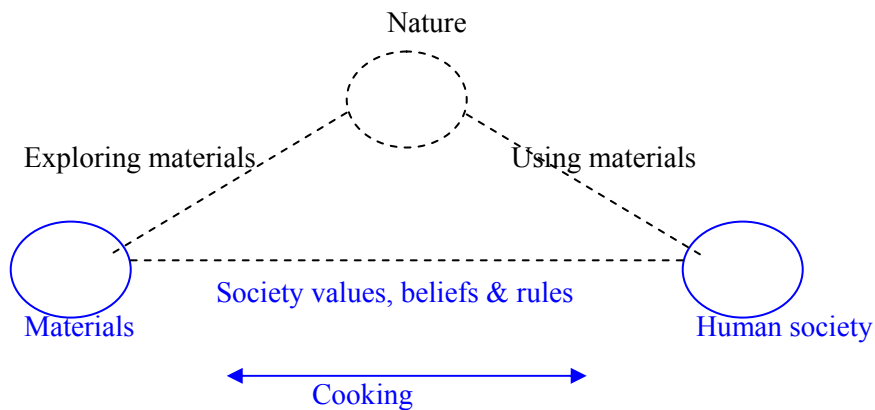 Nature
Exploring materials
Using materials
Society values, beliefs & rules
Materials
Human society
Cooking